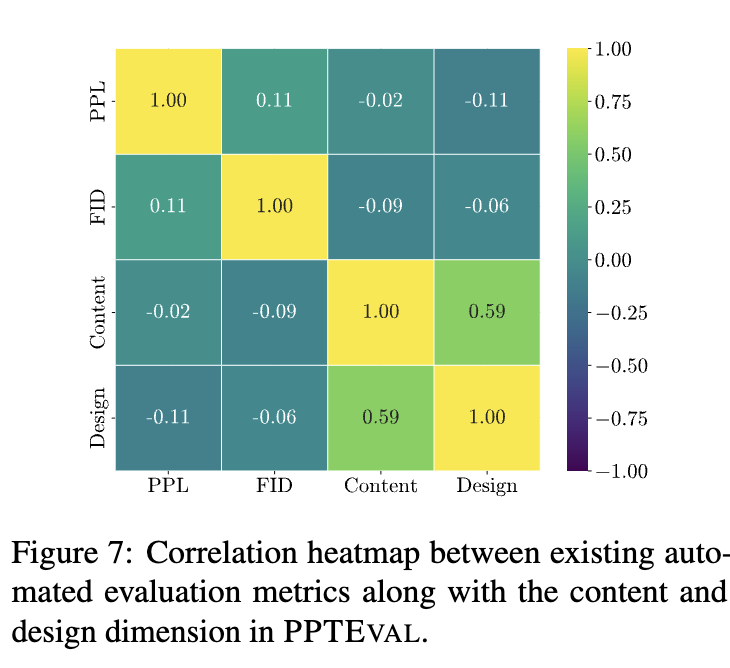 PPL 1.00 0.11 -0.02 -0.11
FID 0.11 1.00 -0.09 -0.06
Content -0.02 -0.09 1.00 0.59
Design -0.11 -0.06 0.59 1.00
PPL FID Content Design
1.00
0.75
0.50
0.25
0.00
−0.25
−0.50
−0.75
−1.00
Figure 7: Correlation heatmap between existing auto-
mated evaluation metrics along with the content and
design dimension in PPTEVAL.